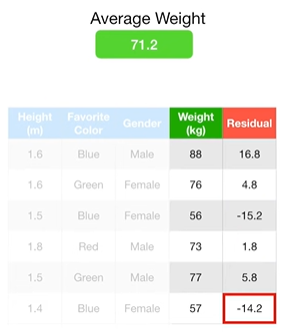 Average Weight
71.2
Height (m) Favorite Color Gender Weight (kg) Residual
1.6 Blue Male 88 16.8
1.6 Green Female 76 4.8
1.5 Blue Female 56 -15.2
1.8 Red Male 73 1.8
1.5 Green Male 77 5.8
1.4 Blue Female 57 -14.2